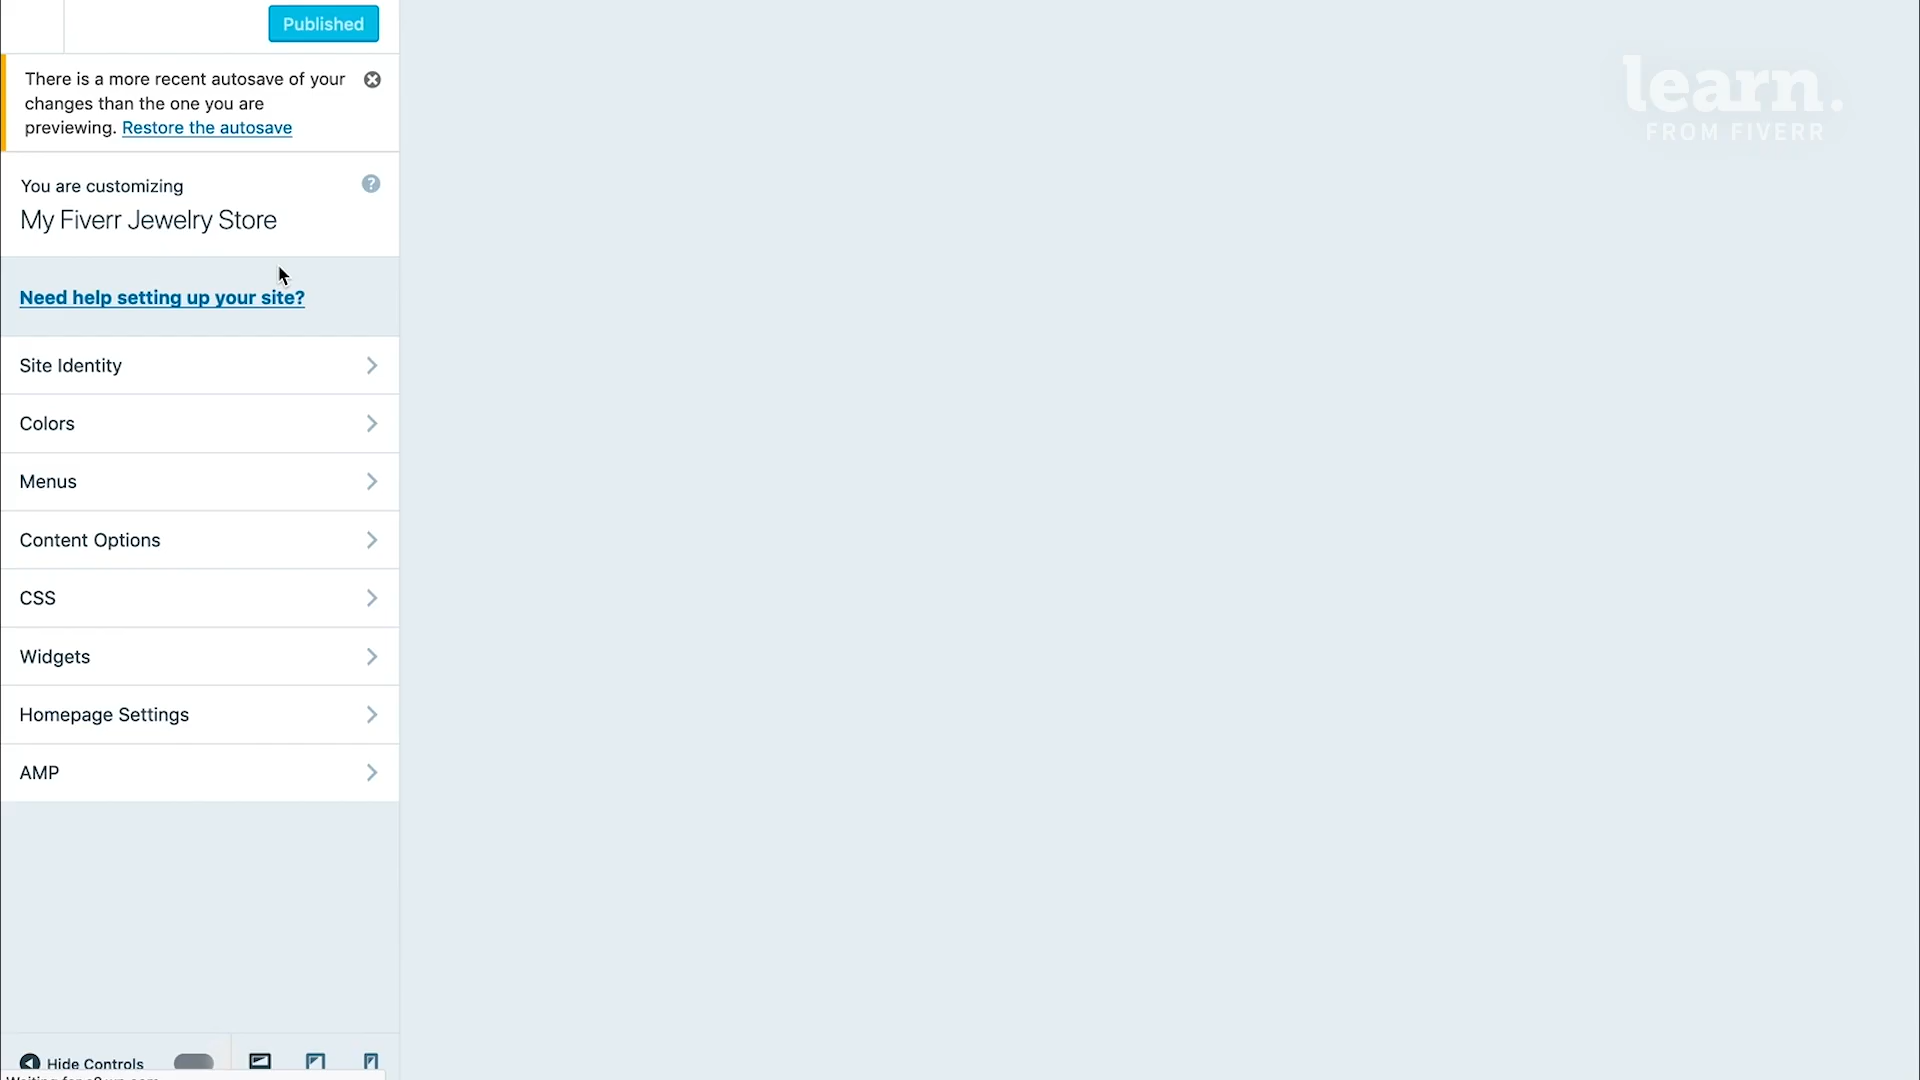 Published
There is a more recent autosave of your
changes than the one you are
previewing. Restore the autosave
You are customizing
My Fiverr Jewelry Store
Need help setting up your site?
Site Identity
Colors
Menus
Content Options
CSS
Widgets
Homepage Settings
AMP
Hide Controls
learn.
FROM FIVERR